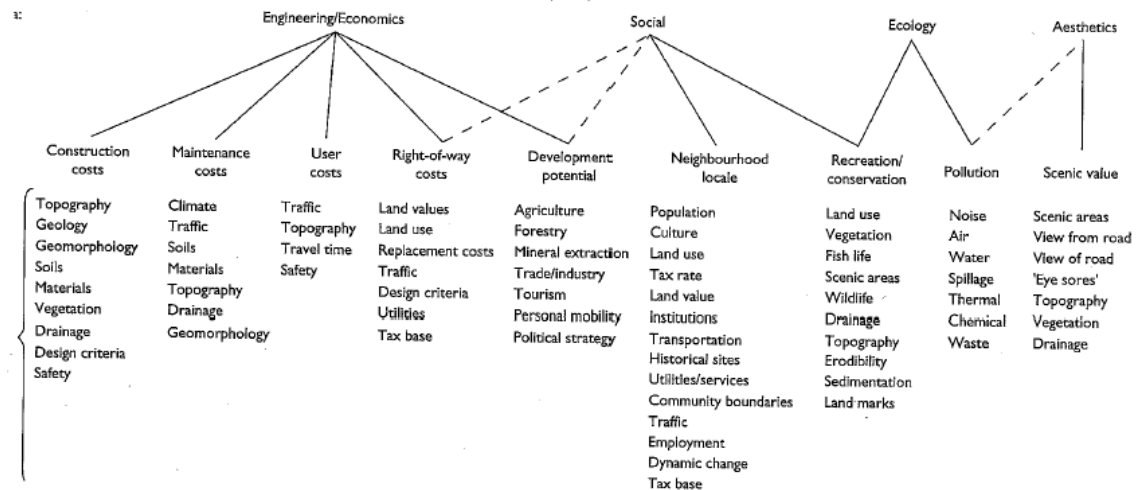 a:
Engineering/Economics
Social
Ecology
Aesthetics
Construction
costs
Maintenance
costs
User
costs
Right-of-way
costs
Development
potential
Neighbourhood
locale
Recreation/
conservation
Pollution
Scenic value
Topography
Geology
Geomorphology
Soils
Materials
Vegetation
Drainage
Design criteria
Safety
Climate
Traffic
Soils
Materials
Topography
Drainage
Geomorphology
Traffic
Topography
Travel time
Safety
Land values
Land use
Replacement costs
Traffic
Design criteria
Utilities
Tax base
Agriculture
Forestry
Mineral extraction
Trade/industry
Tourism
Personal mobility
Political strategy
Population
Culture
Land use
Tax rate
Land value
institutions
Transportation
Historical sites
Utilities/services
Community boundaries
Traffic
Employment
Dynamic change
Tax base
Land use
Vegetation
Fish life
Scenic areas
Wildlife
Drainage
Topography
Erodibility
Sedimentation
Land marks
Noise
Air
Water
Spillage
Thermal
Chemical
Waste
Scenic areas
View from road
View of road
'Eye sores'
Topography
Vegetation
Drainage